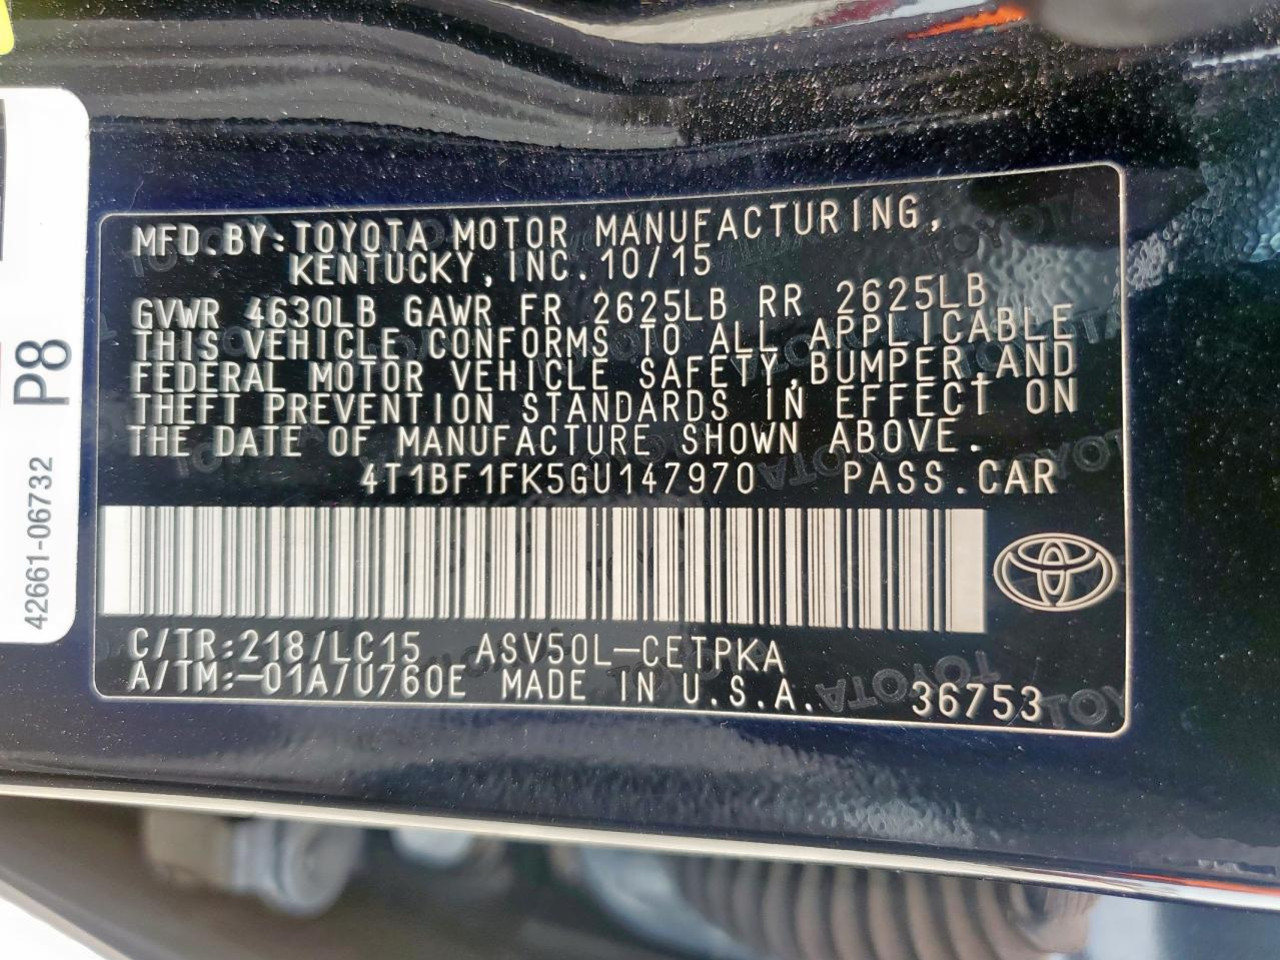 MFD.BY:TOYOTA MOTOR MANUFACTURING,
KENTUCKY, INC. 10/15
GVWR 4630LB GAWR FR 2625LB RR 2625LB
THIS VEHICLE CONFORMS TO ALL APPLICABLE
FEDERAL MOTOR VEHICLE SAFETY, BUMPER AND
THEFT PREVENTION STANDARDS IN EFFECT ON
THE DATE OF MANUFACTURE SHOWN ABOVE.
4T1BF1FK5GU147970 PASS.CAR
C/TR:218/LC15 ASV50L-CETPKA
A/TM:-01A/U760E MADE IN U.S.A. 36753
P8
42661-06732